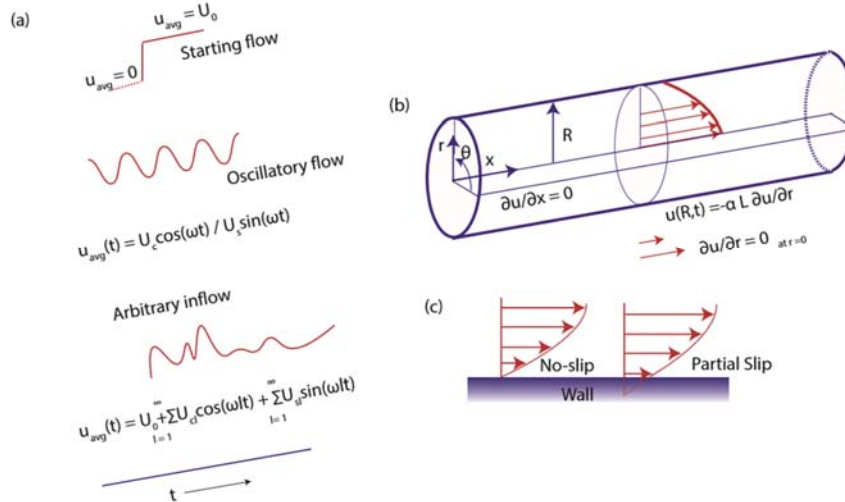 (a)
u_avg = U_0
u_avg = 0
Starting flow
Oscillatory flow
u_avg(t) = U_c cos(ωt) / U_s sin(ωt)
Arbitrary inflow
u_avg(t) = U_0 + Σ U_cl cos(ωlt) + Σ U_sl sin(ωlt)
∞ ∞
l = 1 l = 1
t
(b)
r
θ
x
R
∂u/∂x = 0
u(R,t) =-α L ∂u/∂r
∂u/∂r = 0 at r =0
(c)
No-slip
Partial Slip
Wall